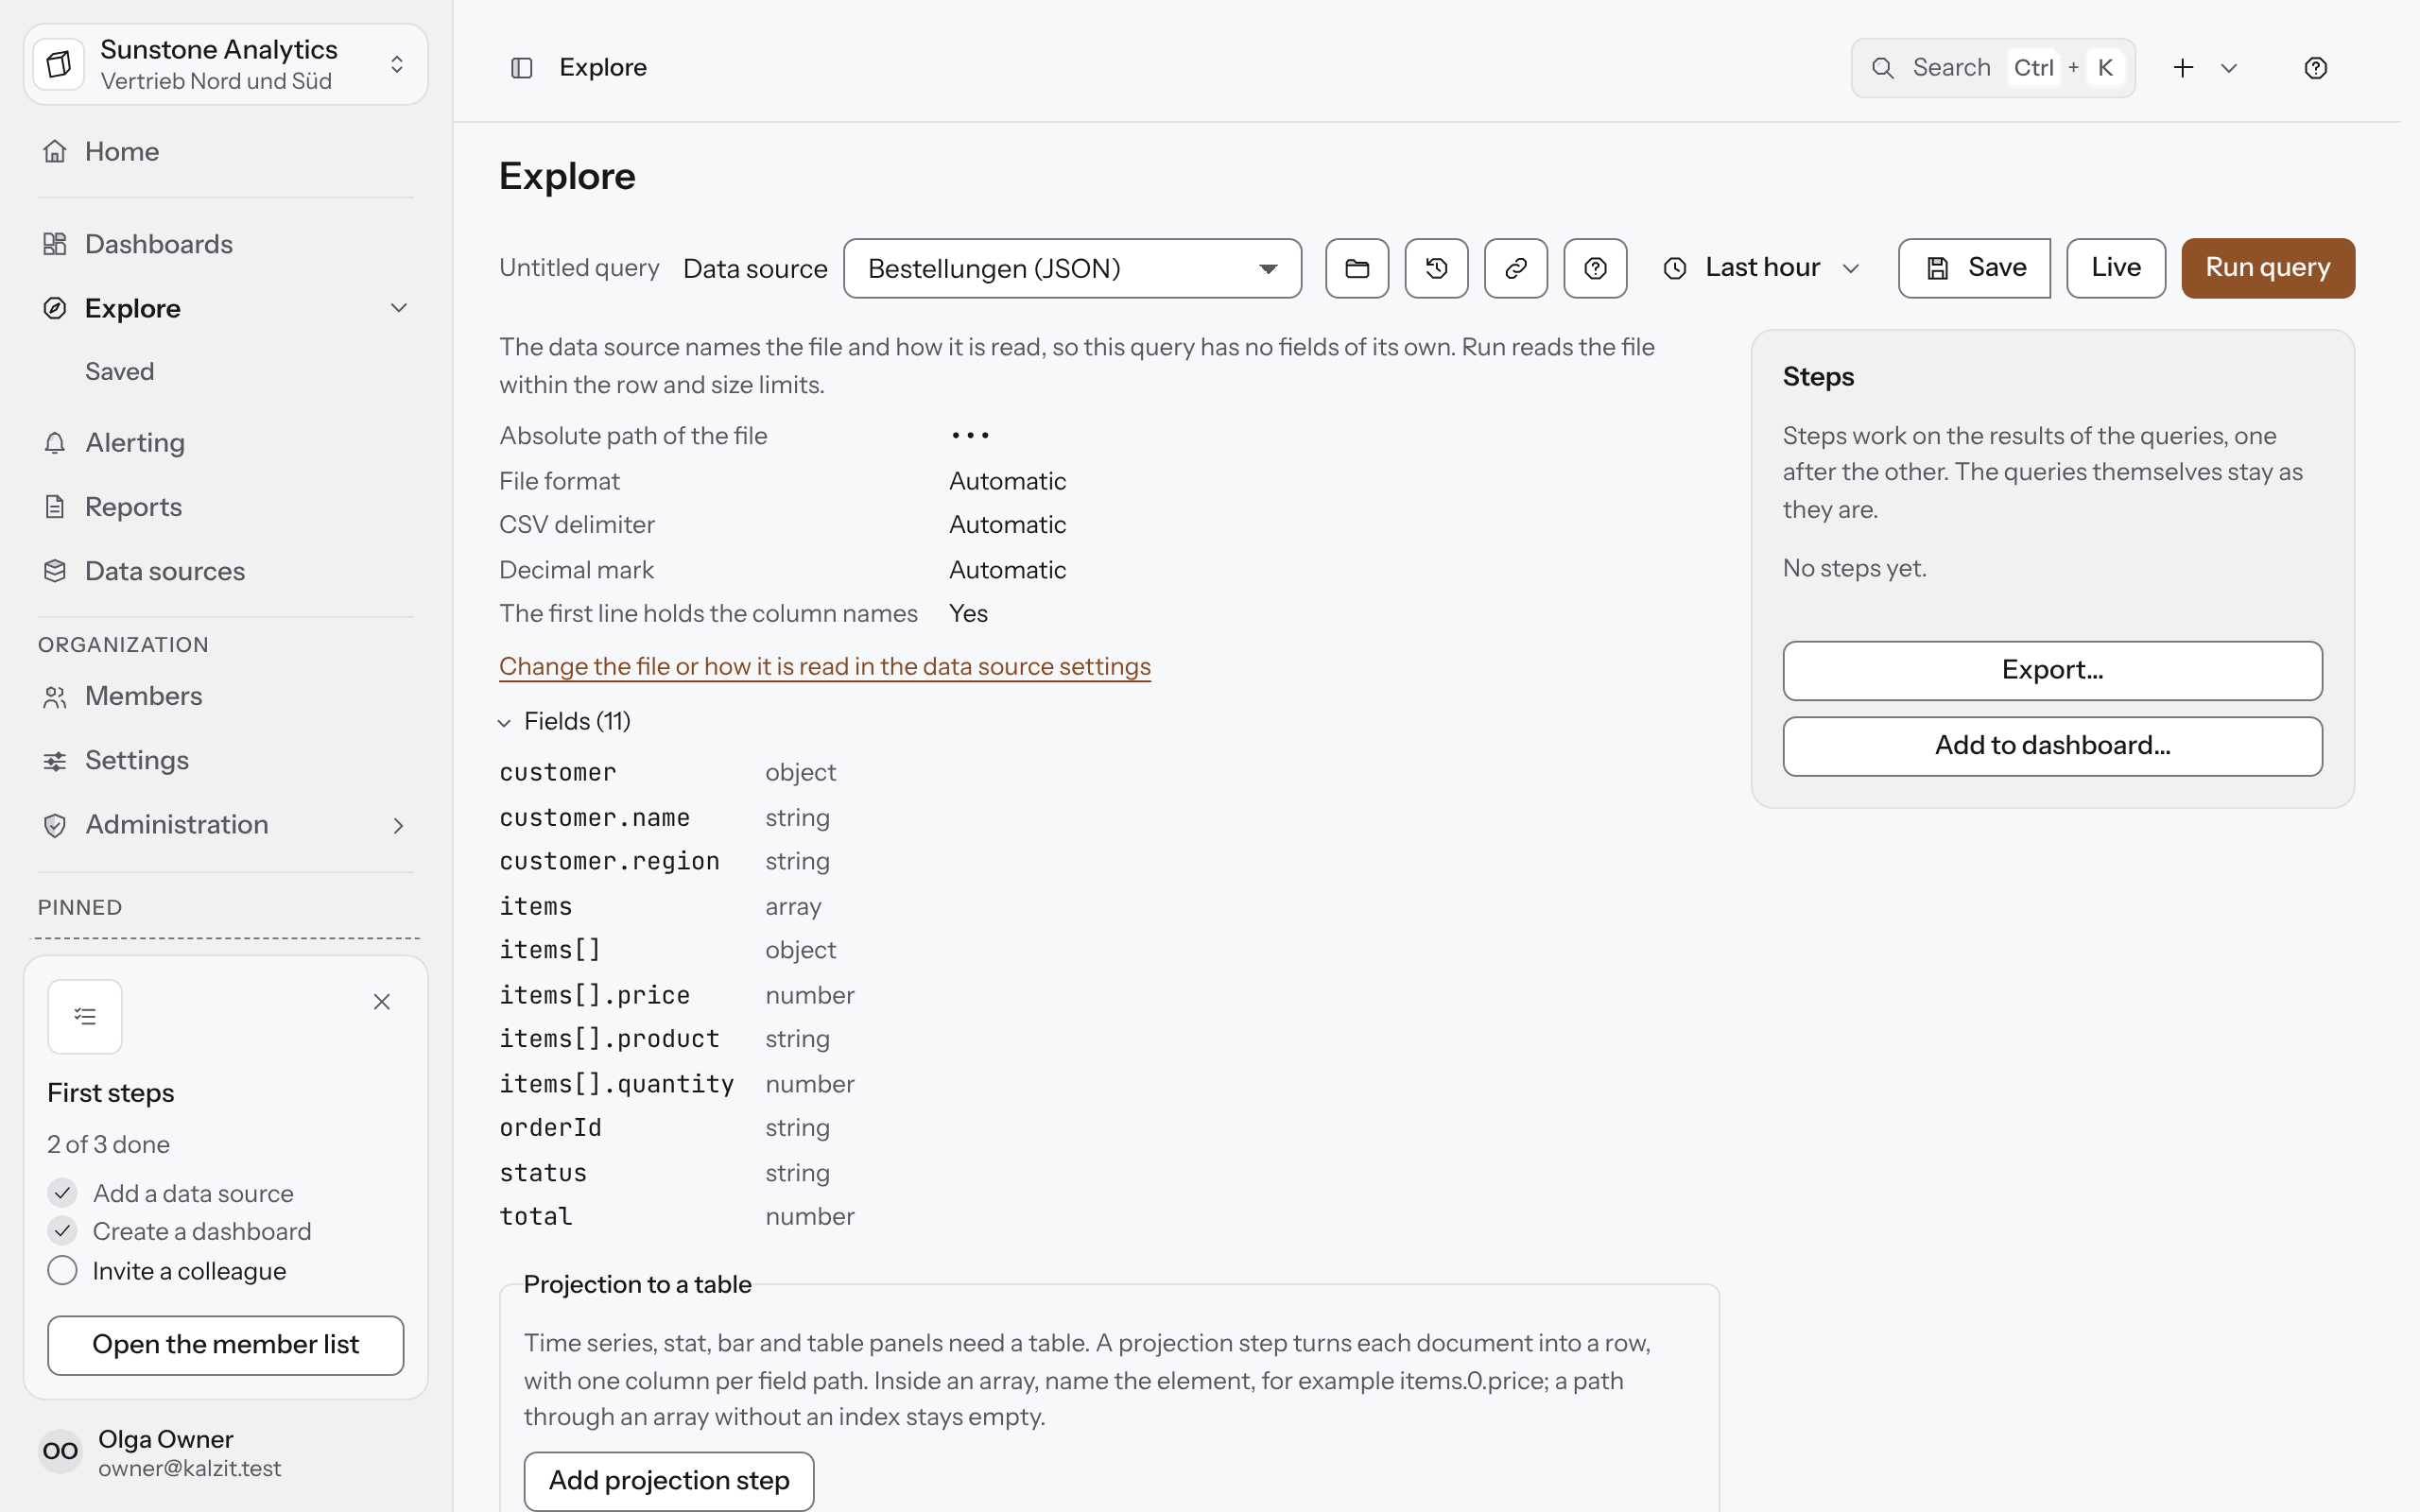 Sunstone Analytics
Vertrieb Nord und Süd
Home
Dashboards
Explore
Saved
Alerting
Reports
Data sources
ORGANIZATION
Members
Settings
Administration
PINNED
First steps
2 of 3 done
Add a data source
Create a dashboard
Invite a colleague
Open the member list
OO
Olga Owner
owner@kalzit.test
Explore
Search Ctrl + K
Explore
Untitled query Data source Bestellungen (JSON) Last hour Save Live Run query
The data source names the file and how it is read, so this query has no fields of its own. Run reads the file
within the row and size limits.
Absolute path of the file •••
File format Automatic
CSV delimiter Automatic
Decimal mark Automatic
The first line holds the column names Yes
Change the file or how it is read in the data source settings
Fields (11)
customer object
customer.name string
customer.region string
items array
items[] object
items[].price number
items[].product string
items[].quantity number
orderId string
status string
total number
Projection to a table
Time series, stat, bar and table panels need a table. A projection step turns each document into a row,
with one column per field path. Inside an array, name the element, for example items.0.price; a path
through an array without an index stays empty.
Add projection step
Steps
Steps work on the results of the queries, one
after the other. The queries themselves stay as
they are.
No steps yet.
Export...
Add to dashboard...